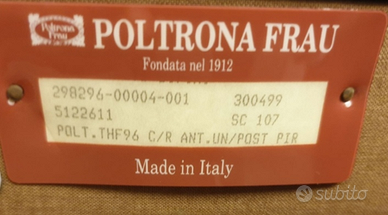 Poltrona
Frau
POLTRONA FRAU
Fondata nel 1912
298296-00004-001 300499
5122611 SC 107
POLT.THF96 C/R ANT.UN/POST PIR
Made in Italy
subito